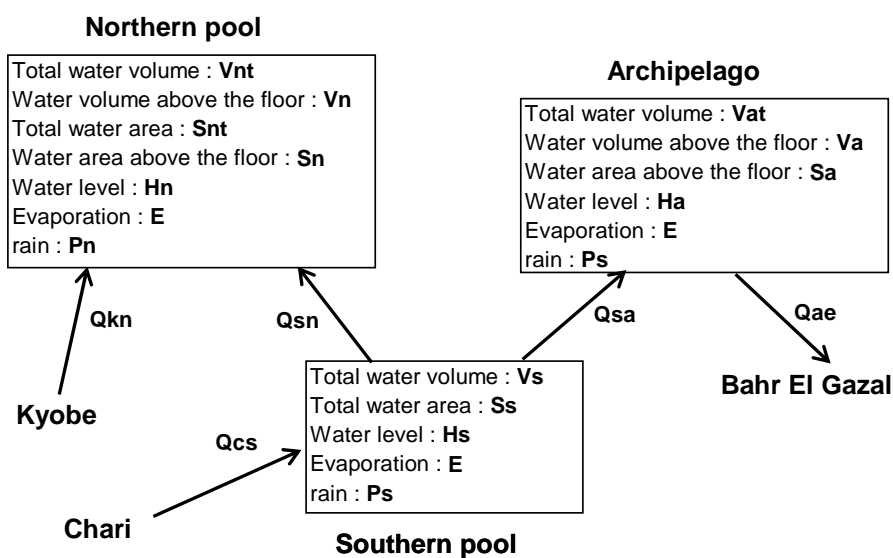 Northern pool
Total water volume : Vnt
Water volume above the floor : Vn
Total water area : Snt
Water area above the floor : Sn
Water level : Hn
Evaporation : E
rain : Pn
Archipelago
Total water volume : Vat
Water volume above the floor : Va
Water area above the floor : Sa
Water level : Ha
Evaporation : E
rain : Ps
Qkn
Qsn
Qsa
Qae
Kyobe
Bahr El Gazal
Total water volume : Vs
Total water area : Ss
Water level : Hs
Evaporation : E
rain : Ps
Qcs
Chari
Southern pool